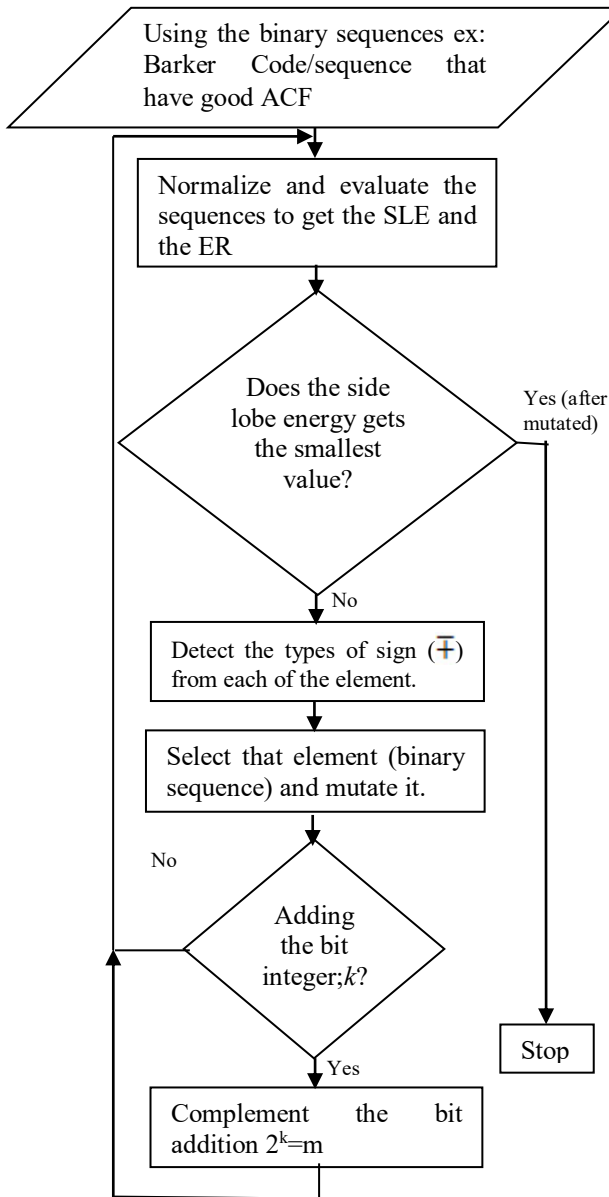 Using the binary sequences ex:
Barker Code/sequence that
have good ACF
Normalize and evaluate the
sequences to get the SLE and
the ER
Does the side
lobe energy gets
the smallest
value?
Yes (after
mutated)
No
Detect the types of sign (∓)
from each of the element.
Select that element (binary
sequence) and mutate it.
No
Adding
the bit
integer;k?
Stop
Yes
Complement the bit
addition 2ᵏ=m